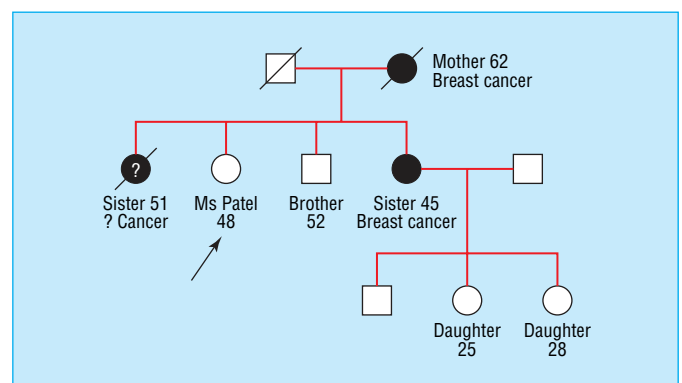 Mother 62
Breast cancer
?
Sister 51
? Cancer
Ms Patel
48
Brother
52
Sister 45
Breast cancer
Daughter
25
Daughter
28